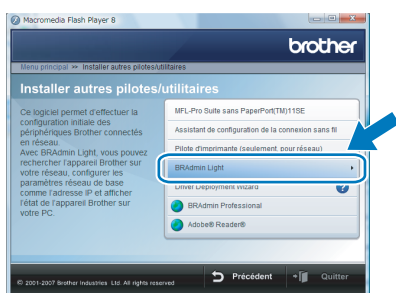 Macromedia Flash Player 8
brother
Menu principal >> Installer autres pilotes/utilitaires
Installer autres pilotes/utilitaires
Ce logiciel permet d'effectuer la
configuration initiale des
périphériques Brother connectés
en réseau.
Avec BRAdmin Light, vous pouvez
rechercher l'appareil Brother sur
votre réseau, configurer les
paramètres réseau de base
comme l'adresse IP et afficher
l'état de l'appareil Brother sur
votre PC.
MFL-Pro Suite sans PaperPort(TM)11SE
Assistant de configuration de la connexion sans fil
Pilote d'imprimante (seulement, pour réseau)
BRAdmin Light
Driver Deployment Wizard
?
BRAdmin Professional
Adobe® Reader®
© 2001-2007 Brother Industries Ltd. All rights reserved
Précédent
Quitter